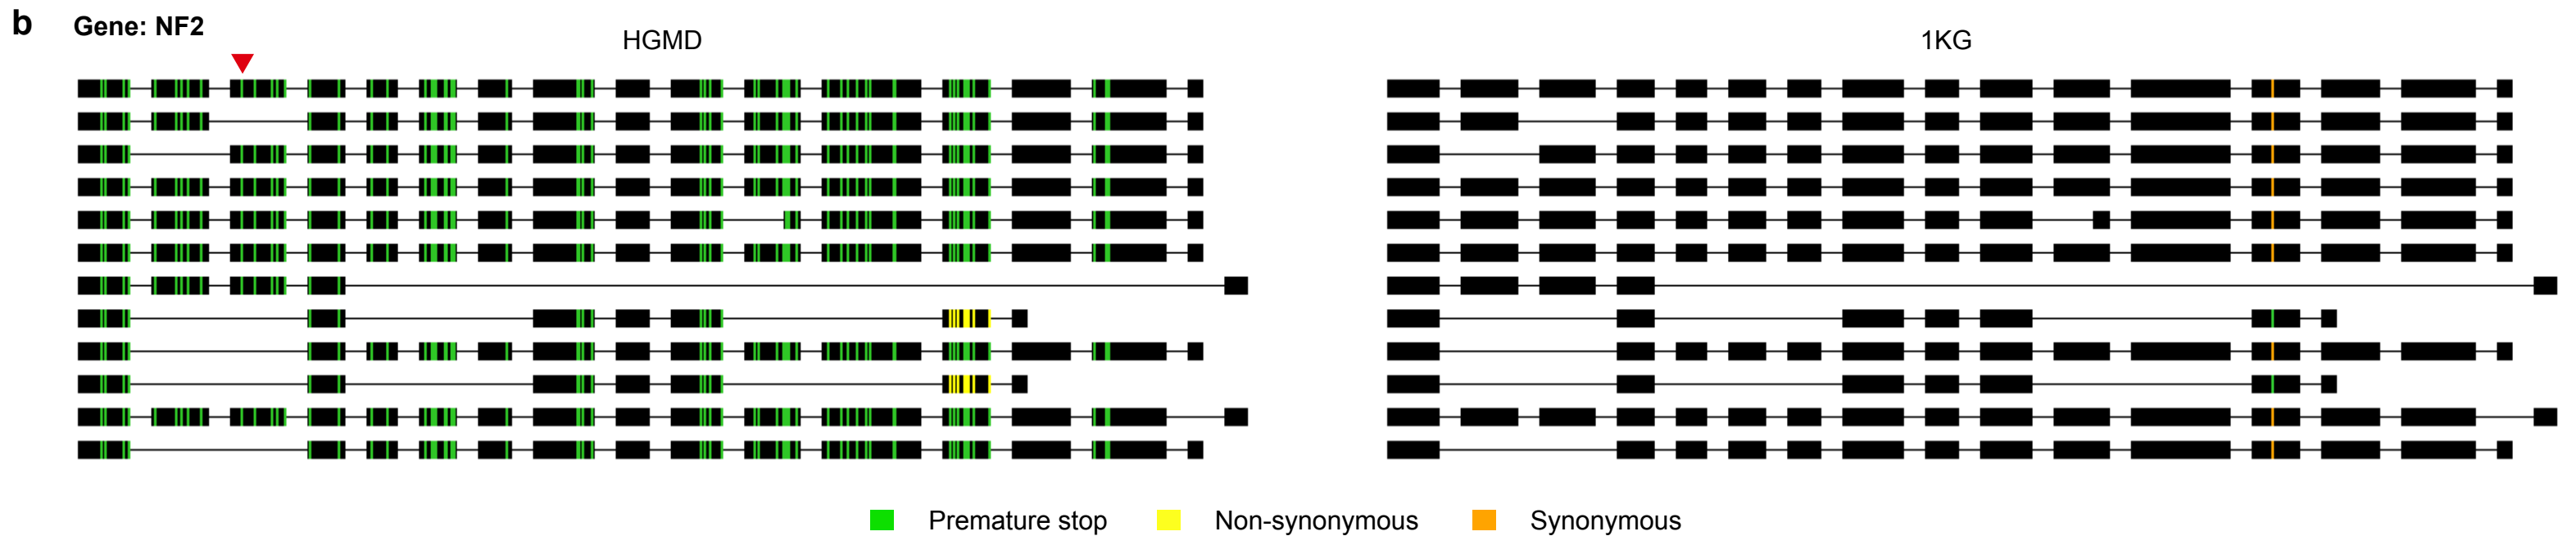 b Gene: NF2
HGMD 1KG
Premature stop Non-synonymous Synonymous